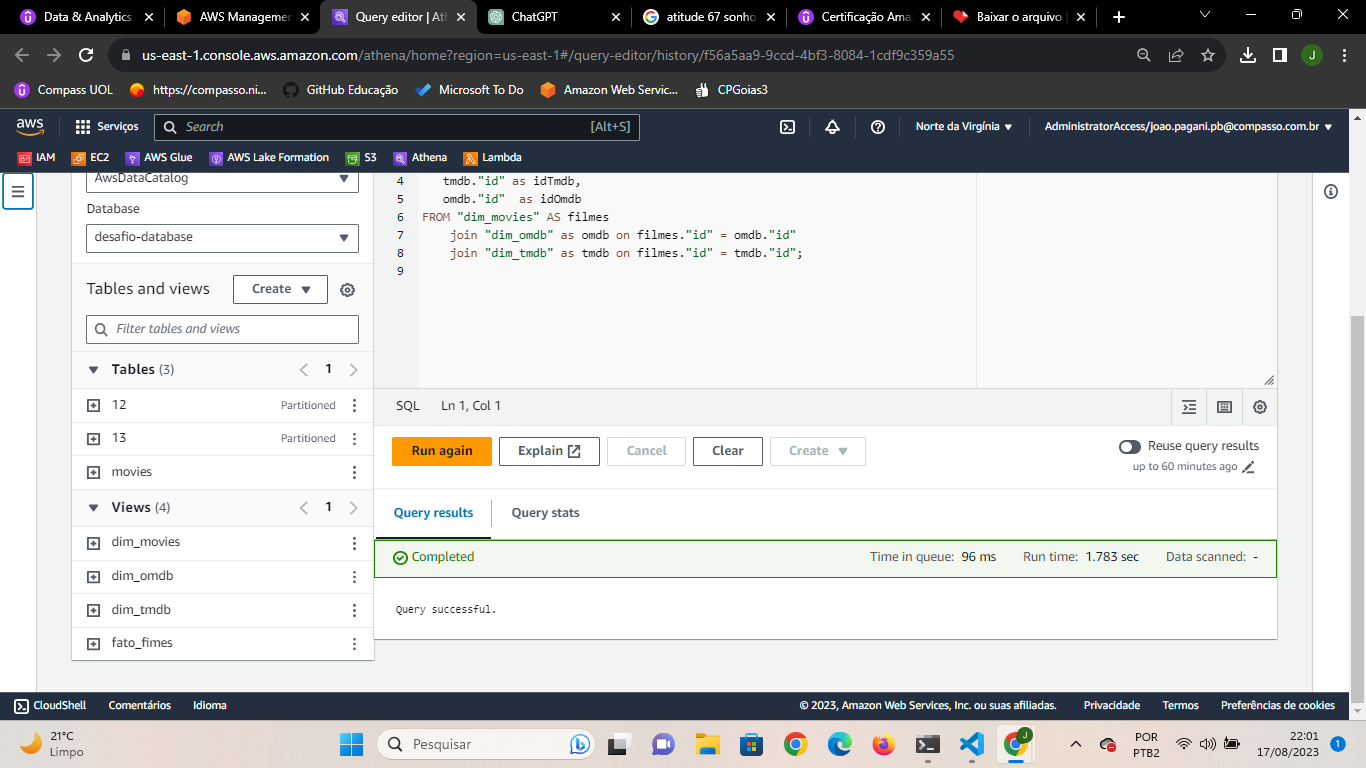 Data & Analytics
AWS Managemer
Query editor | Atl
ChatGPT
atitude 67 sonho
Certificação Ama
Baixar o arquivo
us-east-1.console.aws.amazon.com/athena/home?region=us-east-1#/query-editor/history/f56a5aa9-9ccd-4bf3-8084-1cdf9c359a55
J
Compass UOL
https://compasso.ni...
GitHub Educação
Microsoft To Do
Amazon Web Servic...
CPGoias3
aws
Serviços
Search
[Alt+S]
Norte da Virgínia
AdministratorAccess/joao.pagani.pb@compasso.com.br
IAM
EC2
AWS Glue
AWS Lake Formation
S3
Athena
Lambda
AwsDataCatalog
Database
desafio-database
Tables and views
Create
Filter tables and views
Tables (3)
1
12
Partitioned
13
Partitioned
movies
Views (4)
1
dim_movies
dim_omdb
dim_tmdb
fato_fimes
4 tmdb."id" as idTmdb,
5 omdb."id"  as idOmdb
6 FROM "dim_movies" AS filmes
7 join "dim_omdb" as omdb on filmes."id" = omdb."id"
8 join "dim_tmdb" as tmdb on filmes."id" = tmdb."id";
9
SQL
Ln 1, Col 1
Run again
Explain
Cancel
Clear
Create
Reuse query results
up to 60 minutes ago
Query results
Query stats
Completed
Time in queue: 96 ms
Run time: 1.783 sec
Data scanned: -
Query successful.
CloudShell
Comentários
Idioma
© 2023, Amazon Web Services, Inc. ou suas afiliadas.
Privacidade
Termos
Preferências de cookies
21°C
Limpo
Pesquisar
J
POR
PTB2
22:01
17/08/2023
1